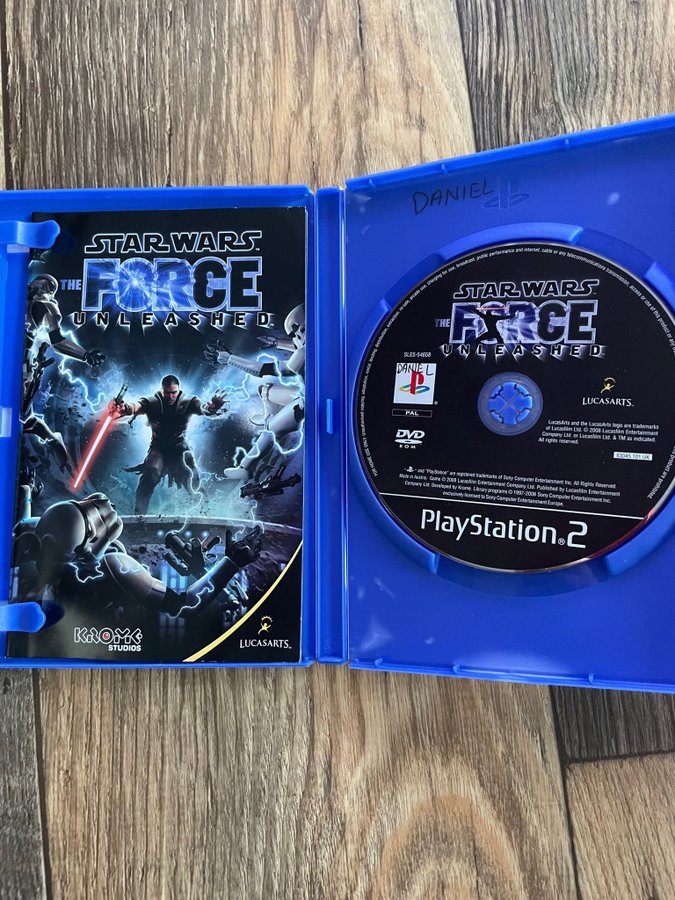 STAR WARS
THE FORCE
UNLEASHED
KROME
STUDIOS
LUCASARTS
DANIEL
STAR WARS
THE FORCE
UNLEASHED
SLES-54658
DANIEL
PAL
DVD
ROM
LUCASARTS.
LucasArts and the LucasArts logo are trademarks
of Lucasfilm Ltd. © 2008 Lucasfilm Entertainment
Company Ltd. or Lucasfilm Ltd. & TM as indicated.
All rights reserved.
83045.101.UK
and "PlayStation" are registered trademarks of Sony Computer Entertainment Inc. All rights reserved.
Made in Austria. Game © 2008 Lucasfilm Entertainment Company Ltd. Published by Lucasfilm Entertainment
Company Ltd. Developed by Krome. Library programs © 1997-2008 Sony Computer Entertainment Inc.
exclusively licensed to Sony Computer Entertainment Europe.
PlayStation®2